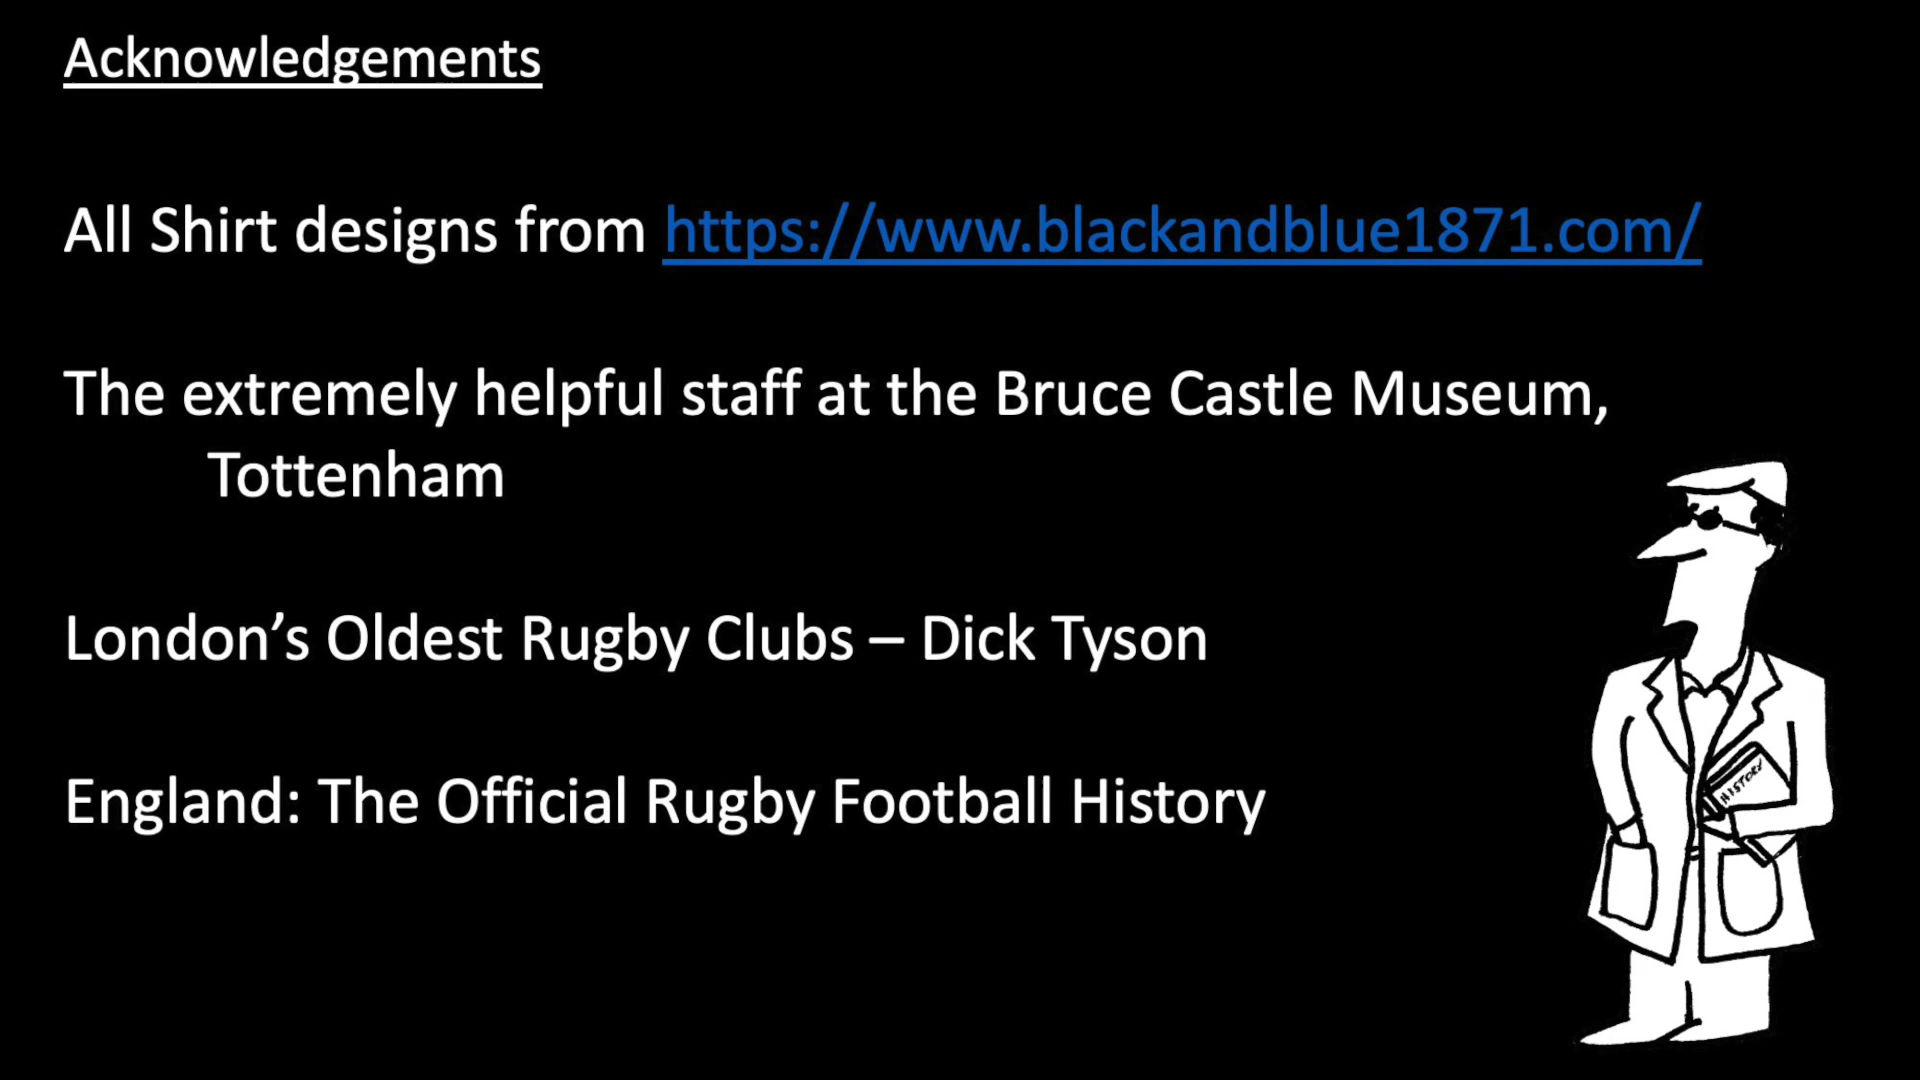 Acknowledgements
All Shirt designs from https://www.blackandblue1871.com/
The extremely helpful staff at the Bruce Castle Museum,
Tottenham
London’s Oldest Rugby Clubs – Dick Tyson
England: The Official Rugby Football History
HISTORY